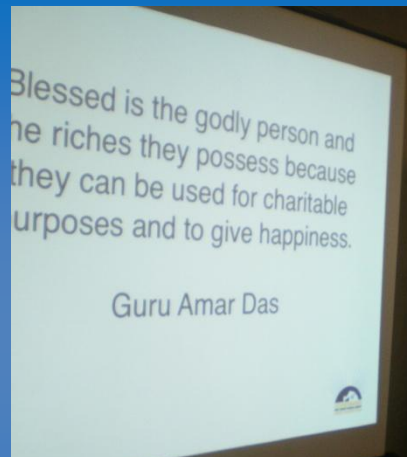 Blessed is the godly person and
he riches they possess because
they can be used for charitable
urposes and to give happiness.
Guru Amar Das